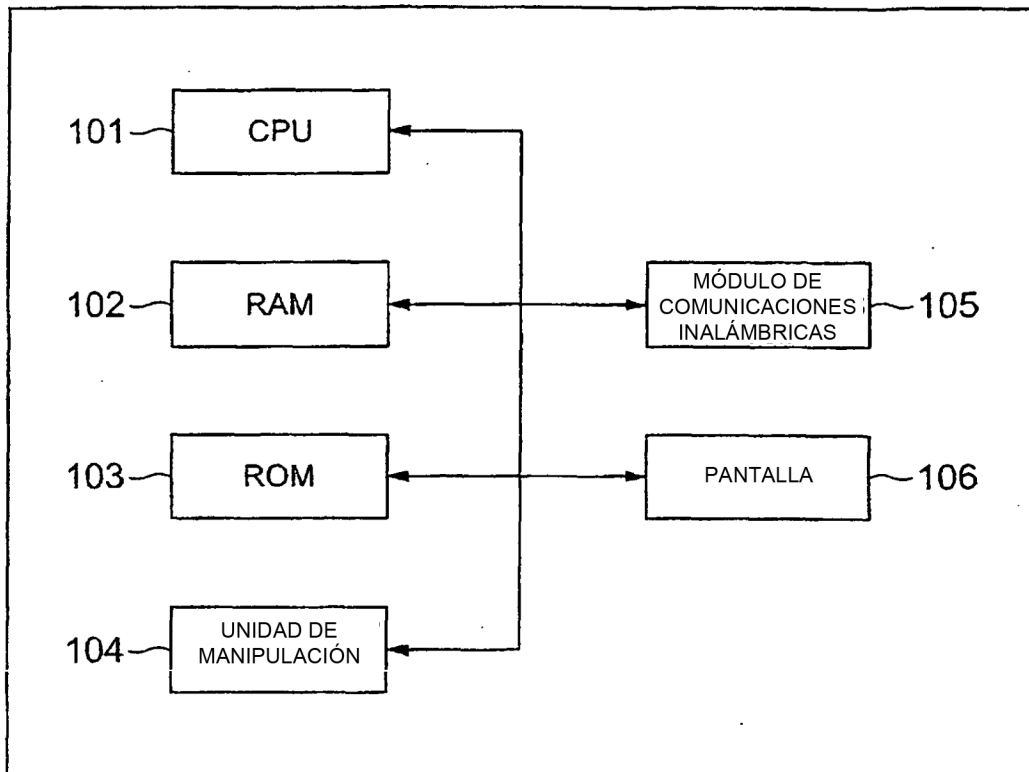 101
CPU
102
RAM
MÓDULO DE
COMUNICACIONES
INALÁMBRICAS
105
103
ROM
PANTALLA
106
104
UNIDAD DE
MANIPULACIÓN